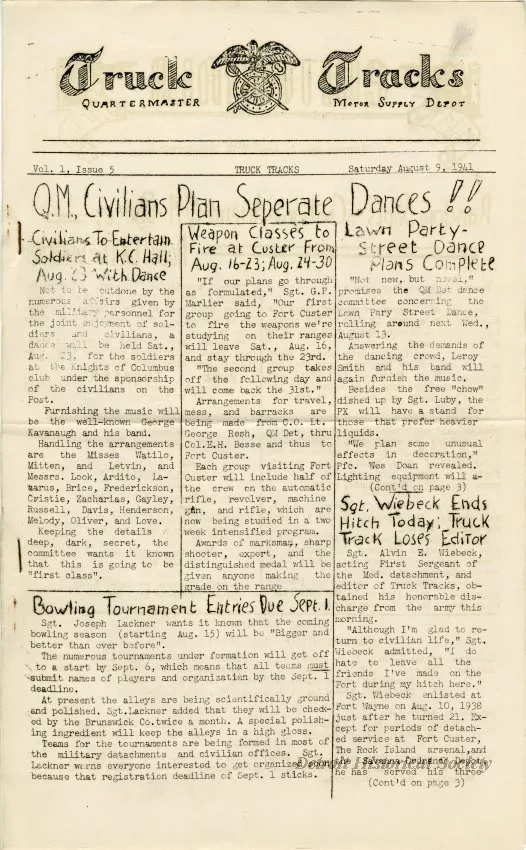 Truck Tracks
QUARTERMASTER MOTOR SUPPLY DEPOT
Vol. 1, Issue 5 TRUCK TRACKS Saturday August 9, 1941
Q.M., Civilians Plan Seperate Dances !!
Civilians To Entertain
Soldiers at K.C. Hall;
Aug. 23 With Dance
Not to be outdone by the
numerous affairs given by
the military personnel for
the joint enjoyment of sol-
diers and civilians, a
dance will be held Sat.,
Aug. 23, for the soldiers
at the Knights of Columbus
club under the sponsorship
of the civilians on the
Post.
Furnishing the music will
be the well-known George
Kavanaugh and his band.
Handling the arrangements
are the Misses Watilo,
Mitten, and Letvin, and
Messrs. Look, Ardito, La-
zarus, Brice, Frederickson,
Cristie, Zacharias, Gayley,
Russell, Davis, Henderson,
Melody, Oliver, and Love.
Keeping the details a
deep, dark, secret, the
committee wants it known
that this is going to be
"first class".
Weapon Classes to
Fire at Custer From
Aug. 16-23; Aug. 24-30
"If our plans go through
as formulated," Sgt. G.F.
Marlier said, "Our first
group going to Fort Custer
to fire the weapons we're
studying on their ranges
will leave Sat., Aug. 16,
and stay through the 23rd.
"The second group takes
off the following day and
will come back the 31st."
Arrangements for travel,
mess, and barracks are
being made from C.O. Lt.
George Resh, QM Det, thru
Col.E.H. Besse and thus to
Fort Custer.
Each group visiting Fort
Custer will include half of
the crew on the automatic
rifle, revolver, machine
gun, and rifle, which are
now being studied in a two
week intensified program.
Awards of marksman, sharp
shooter, expert, and the
distinguished medal will be
given anyone making the
grade on the range
Lawn Party-
Street Dance
Plans Complete
"Not new, but novel,"
promises the QM Det dance
committee concerning the
Lawn Pary Street Dance,
rolling around next Wed.,
August 13.
Answering the demands of
the dancing crowd, Leroy
Smith and his band will
again furnish the music.
Besides the free "chow"
dished up by Sgt. Luby, the
PX will have a stand for
those that prefer heavier
liquids.
"We plan some unusual
effects in decoration,"
Pfc. Wes Doan revealed.
Lighting equipment will a-
(Cont'd on page 3)
Sgt. Wiebeck Ends
Hitch Today; Truck
Track Loses Editor
Sgt. Alvin E. Wiebeck,
acting First Sergeant of
the Med. detachment, and
editor of Truck Tracks, ob-
tained his honorable dis-
charge from the army this
morning.
"Although I'm glad to re-
turn to civilian life," Sgt.
Wiebeck admitted, "I do
hate to leave all the
friends I've made on the
Fort during my hitch here."
Sgt. Wiebeck enlisted at
Fort Wayne on Aug. 10, 1938
just after he turned 21. Ex-
cept for periods of detach-
ed service at Fort Custer,
The Rock Island arsenal,and
the Savanna Ordnance Depot,
he has served his three
(Cont'd on page 3)
Bowling Tournament Entries Due Sept. 1.
Sgt. Joseph Lackner wants it known that the coming
bowling season (starting Aug. 15) will be "Bigger and
better than ever before".
The numerous tournaments under formation will get off
to a start by Sept. 6, which means that all teams must
submit names of players and organization by the Sept. 1
deadline.
At present the alleys are being scientifically ground
and polished. Sgt.Lackner added that they will be check-
ed by the Brunswick Co.twice a month. A special polish-
ing ingredient will keep the alleys in a high gloss.
Teams for the tournaments are being formed in most of
the military detachments and civilian offices. Sgt.
Lackner warns everyone interested to get organized soon
because that registration deadline of Sept. 1 sticks.
Detroit Historical Society